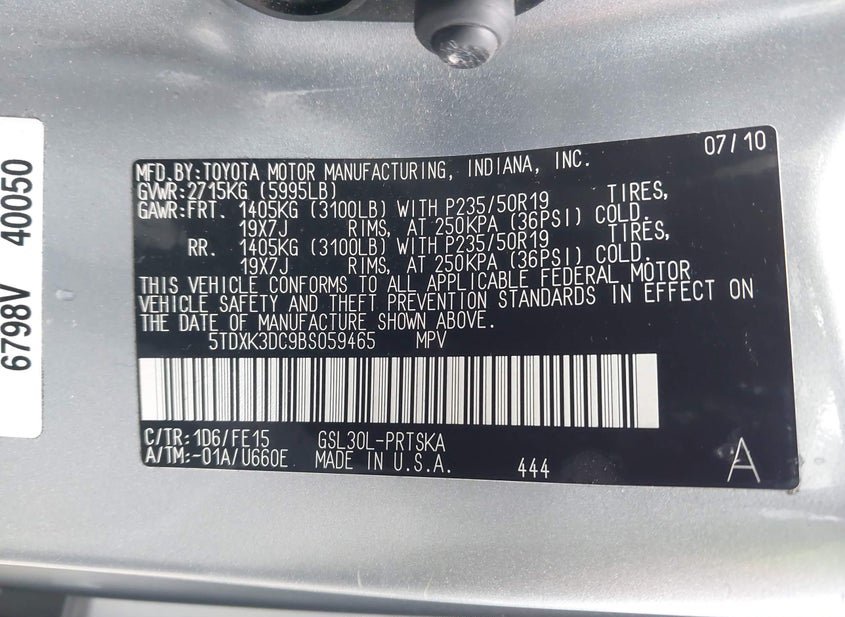 07/10
MFD.BY:TOYOTA MOTOR MANUFACTURING, INDIANA, INC.
GVWR:2715KG (5995LB)
GAWR:FRT. 1405KG (3100LB) WITH P235/50R19 TIRES,
19X7J RIMS, AT 250KPA (36PSI) COLD.
RR. 1405KG (3100LB) WITH P235/50R19 TIRES,
19X7J RIMS, AT 250KPA (36PSI) COLD.
THIS VEHICLE CONFORMS TO ALL APPLICABLE FEDERAL MOTOR
VEHICLE SAFETY AND THEFT PREVENTION STANDARDS IN EFFECT ON
THE DATE OF MANUFACTURE SHOWN ABOVE.
5TDXK3DC9BS059465 MPV
C/TR:1D6/FE15 GSL30L-PRTSKA
A/TM:-01A/U660E MADE IN U.S.A. 444 A
6798V 40050